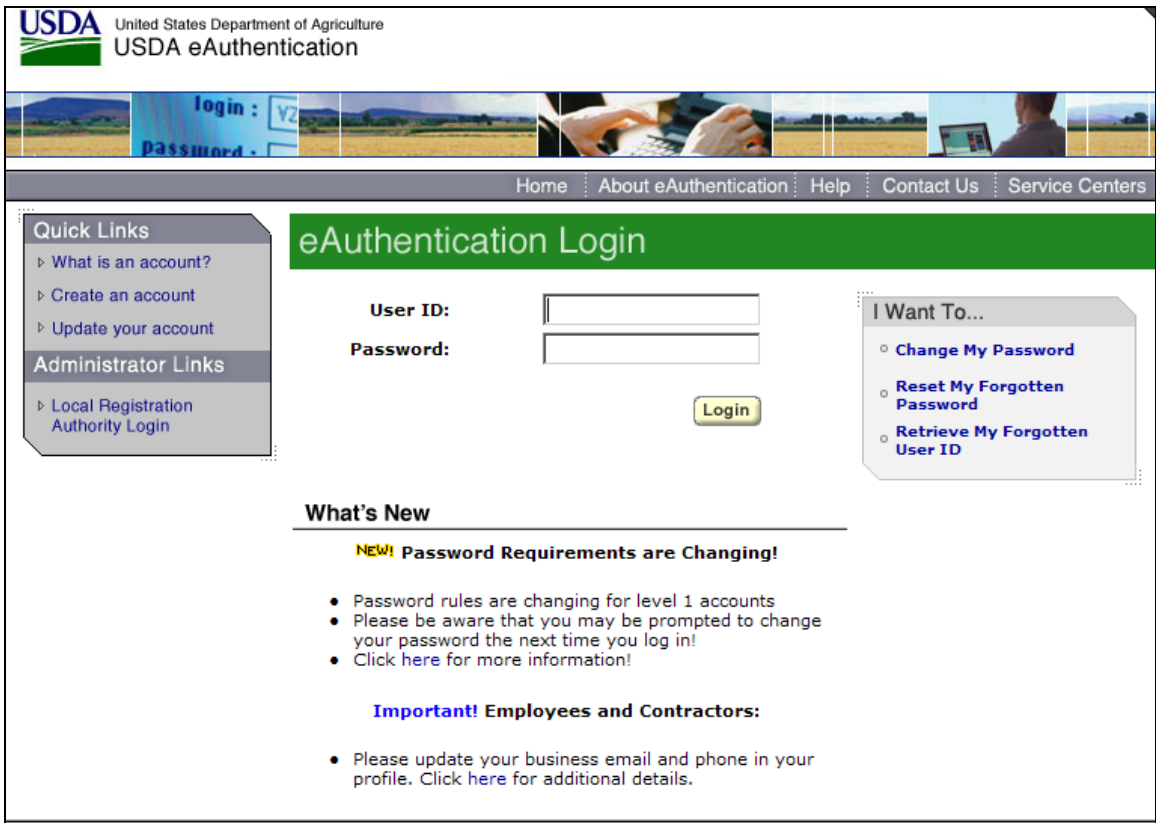 USDA
United States Department of Agriculture
USDA eAuthentication
login : YZ
password :
Home
About eAuthentication
Help
Contact Us
Service Centers
Quick Links
What is an account?
Create an account
Update your account
Administrator Links
Local Registration
Authority Login
eAuthentication Login
User ID:
Password:
Login
I Want To...
Change My Password
Reset My Forgotten
Password
Retrieve My Forgotten
User ID
What's New
NEW! Password Requirements are Changing!
Password rules are changing for level 1 accounts
Please be aware that you may be prompted to change
your password the next time you log in!
Click here for more information!
Important! Employees and Contractors:
Please update your business email and phone in your
profile. Click here for additional details.